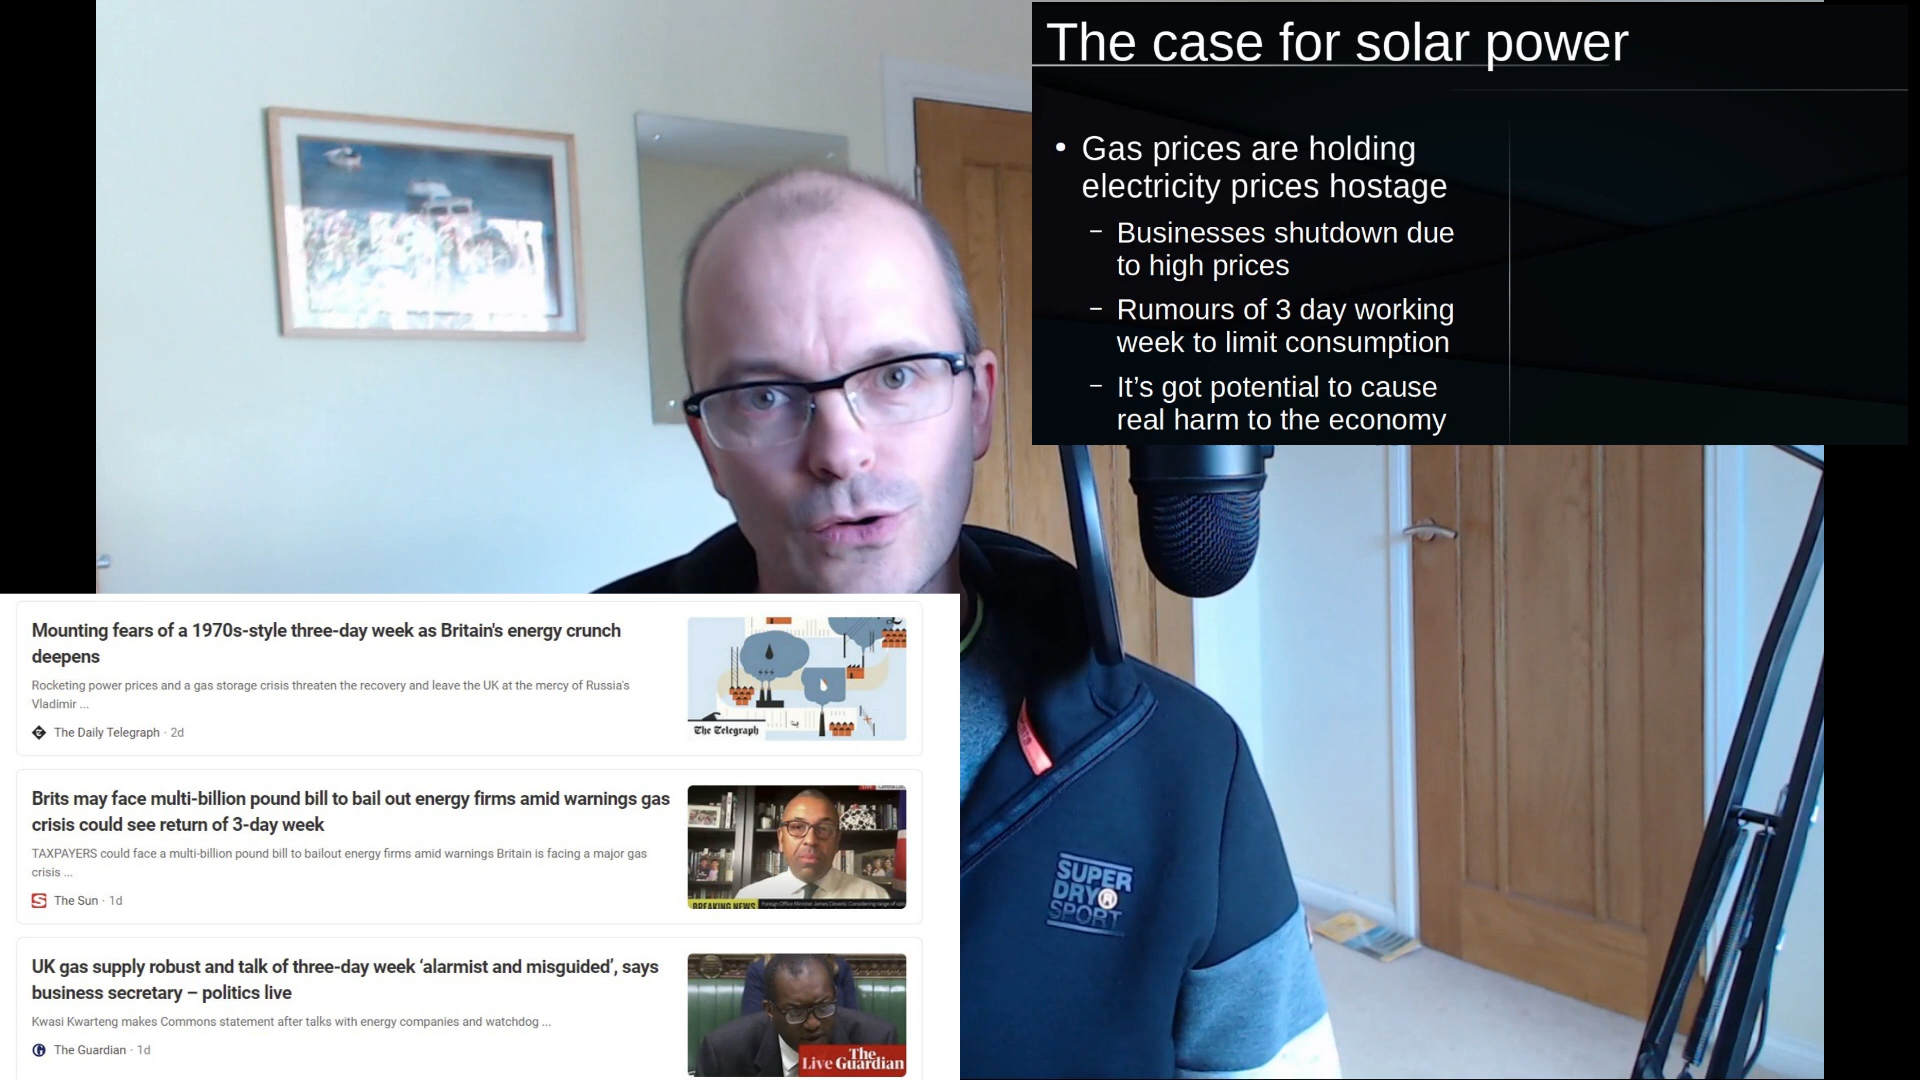 The case for solar power
• Gas prices are holding
electricity prices hostage
– Businesses shutdown due
to high prices
– Rumours of 3 day working
week to limit consumption
– It's got potential to cause
real harm to the economy
Mounting fears of a 1970s-style three-day week as Britain's energy crunch
deepens
Rocketing power prices and a gas storage crisis threaten the recovery and leave the UK at the mercy of Russia's
Vladimir ...
The Daily Telegraph · 2d
The Telegraph
Brits may face multi-billion pound bill to bail out energy firms amid warnings gas
crisis could see return of 3-day week
TAXPAYERS could face a multi-billion pound bill to bailout energy firms amid warnings Britain is facing a major gas
crisis ...
The Sun · 1d
BREAKING NEWS
UK gas supply robust and talk of three-day week ‘alarmist and misguided’, says
business secretary – politics live
Kwasi Kwarteng makes Commons statement after talks with energy companies and watchdog ...
The Guardian · 1d
The
Live Guardian
SUPER
DRY®
SPORT